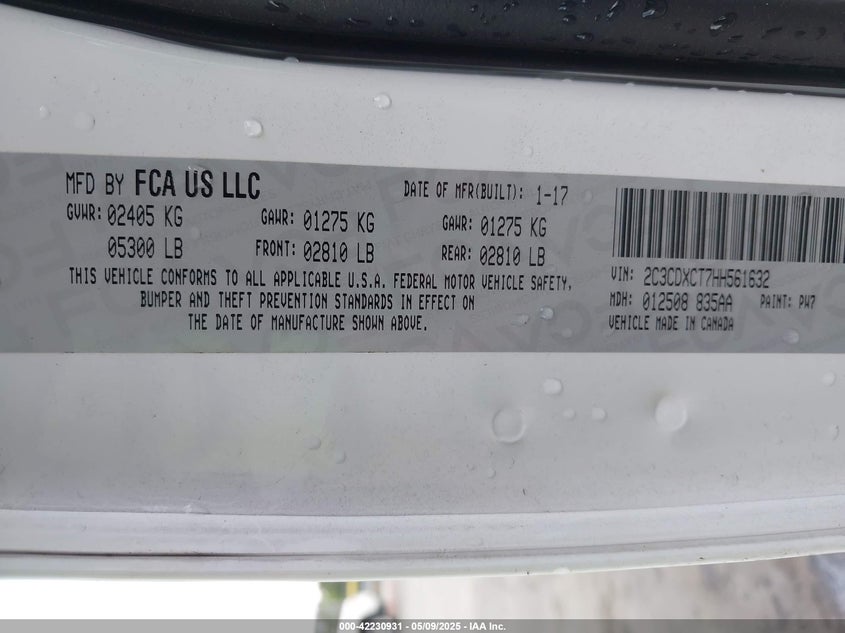 MFD BY FCA US LLC DATE OF MFR(BUILT): 1-17
GVWR: 02405 KG GAWR: 01275 KG GAWR: 01275 KG
05300 LB FRONT: 02810 LB REAR: 02810 LB
THIS VEHICLE CONFORMS TO ALL APPLICABLE U.S.A. FEDERAL MOTOR VEHICLE SAFETY,
BUMPER AND THEFT PREVENTION STANDARDS IN EFFECT ON
THE DATE OF MANUFACTURE SHOWN ABOVE.
VIN: 2C3CDXCT7HH561632
MDH: 012508 835AA PAINT: PW7
VEHICLE MADE IN CANADA
000-42230931 - 05/09/2025 - IAA Inc.